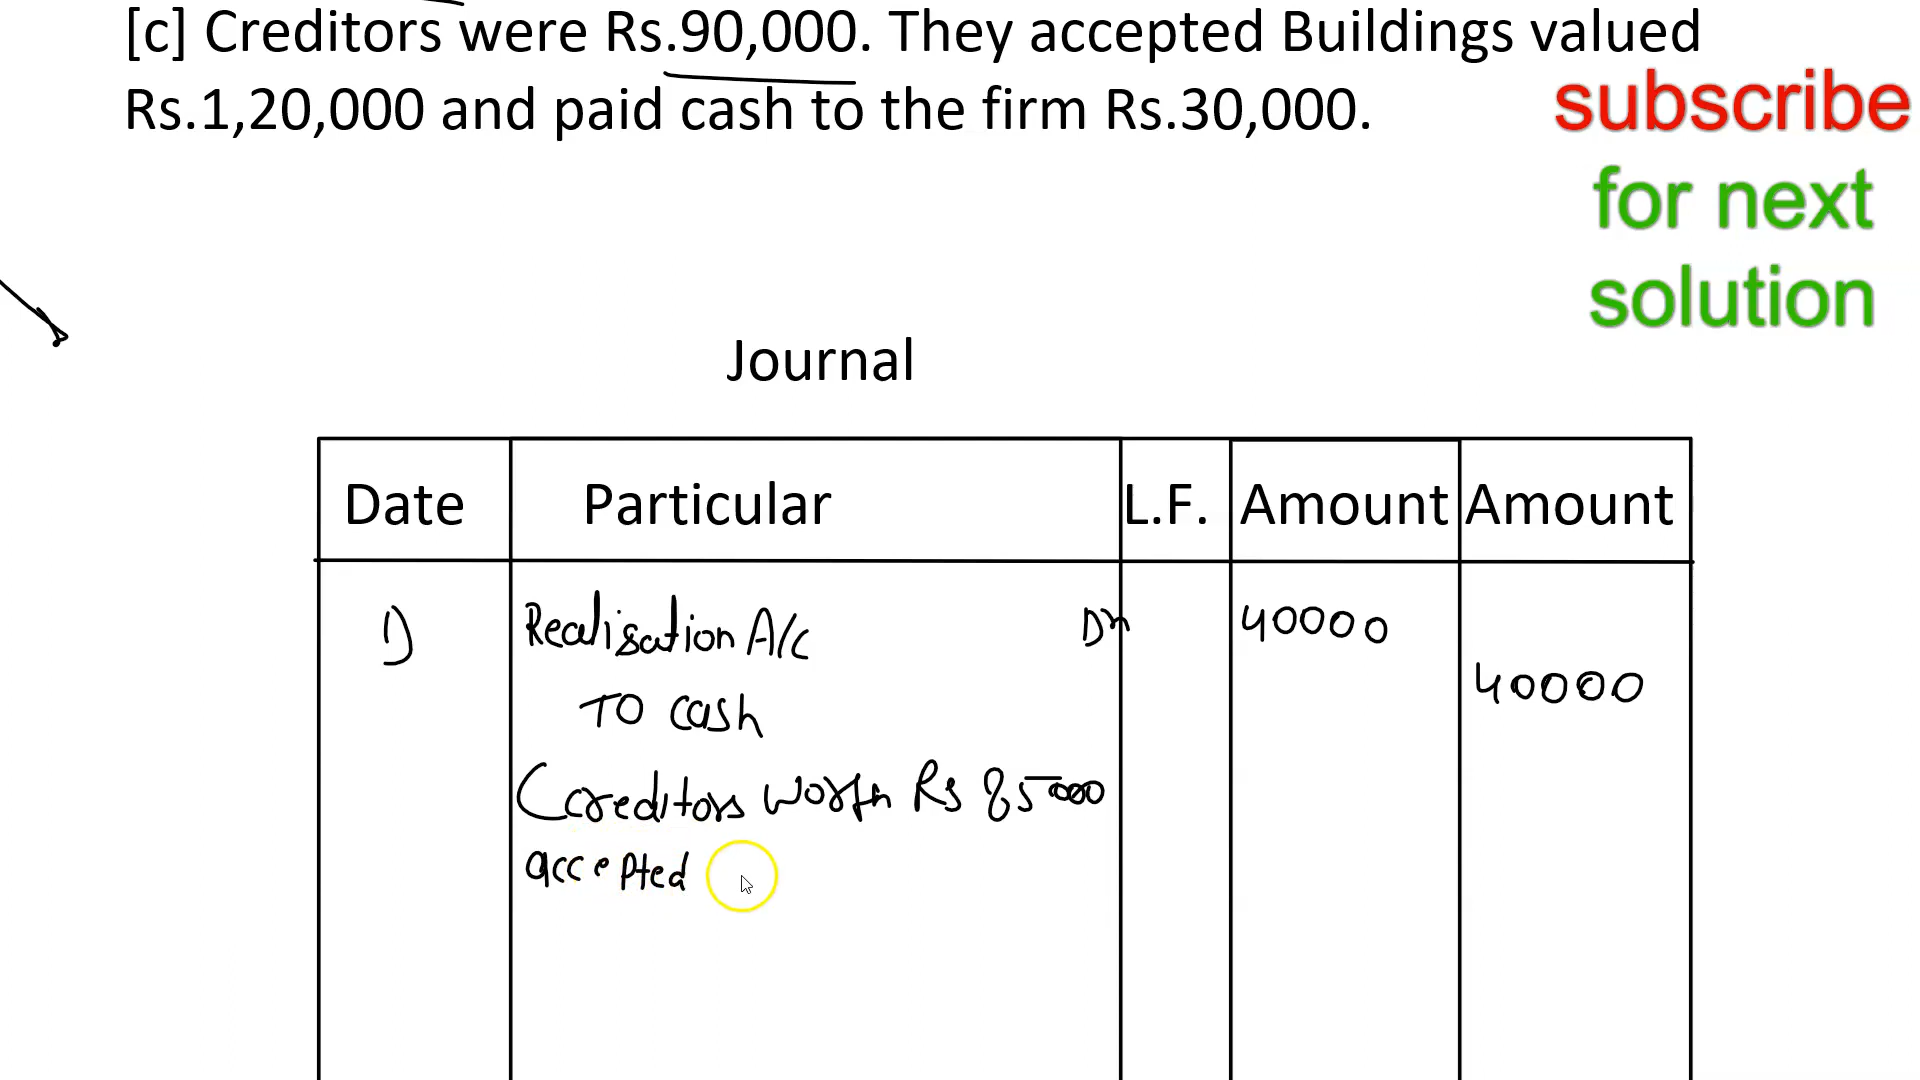 [c] Creditors were Rs.90,000. They accepted Buildings valued
Rs.1,20,000 and paid cash to the firm Rs.30,000.
subscribe
for next
solution
Journal
Date Particular L.F. Amount Amount
1) Realisation A/c Dr 40000
TO cash 40000
(creditors worth Rs 85000
accepted